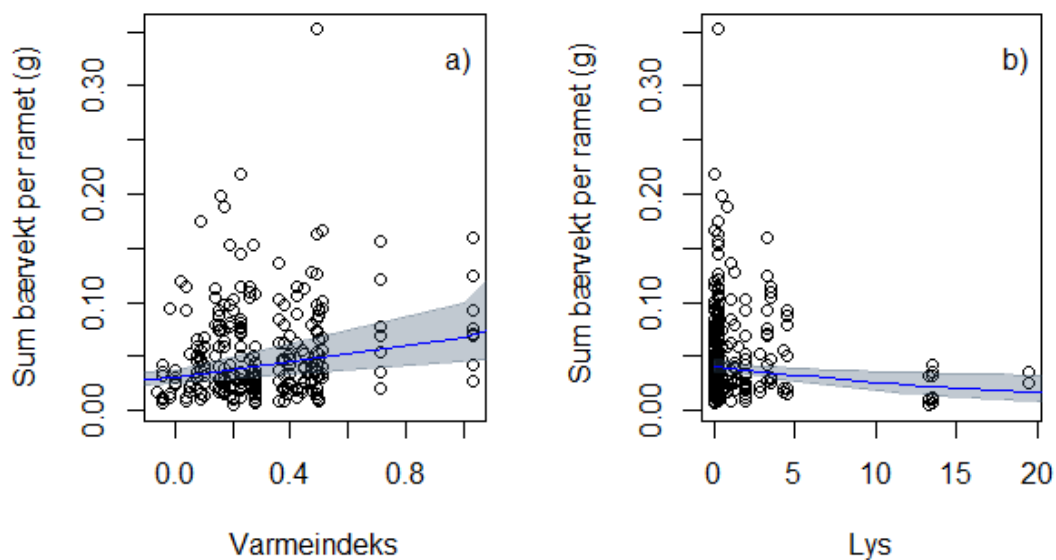 a)
Sum bærvekt per ramet (g)
0.30
0.20
0.10
0.00
0.0 0.4 0.8
Varmeindeks
b)
Sum bærvekt per ramet (g)
0.30
0.20
0.10
0.00
0 5 10 15 20
Lys